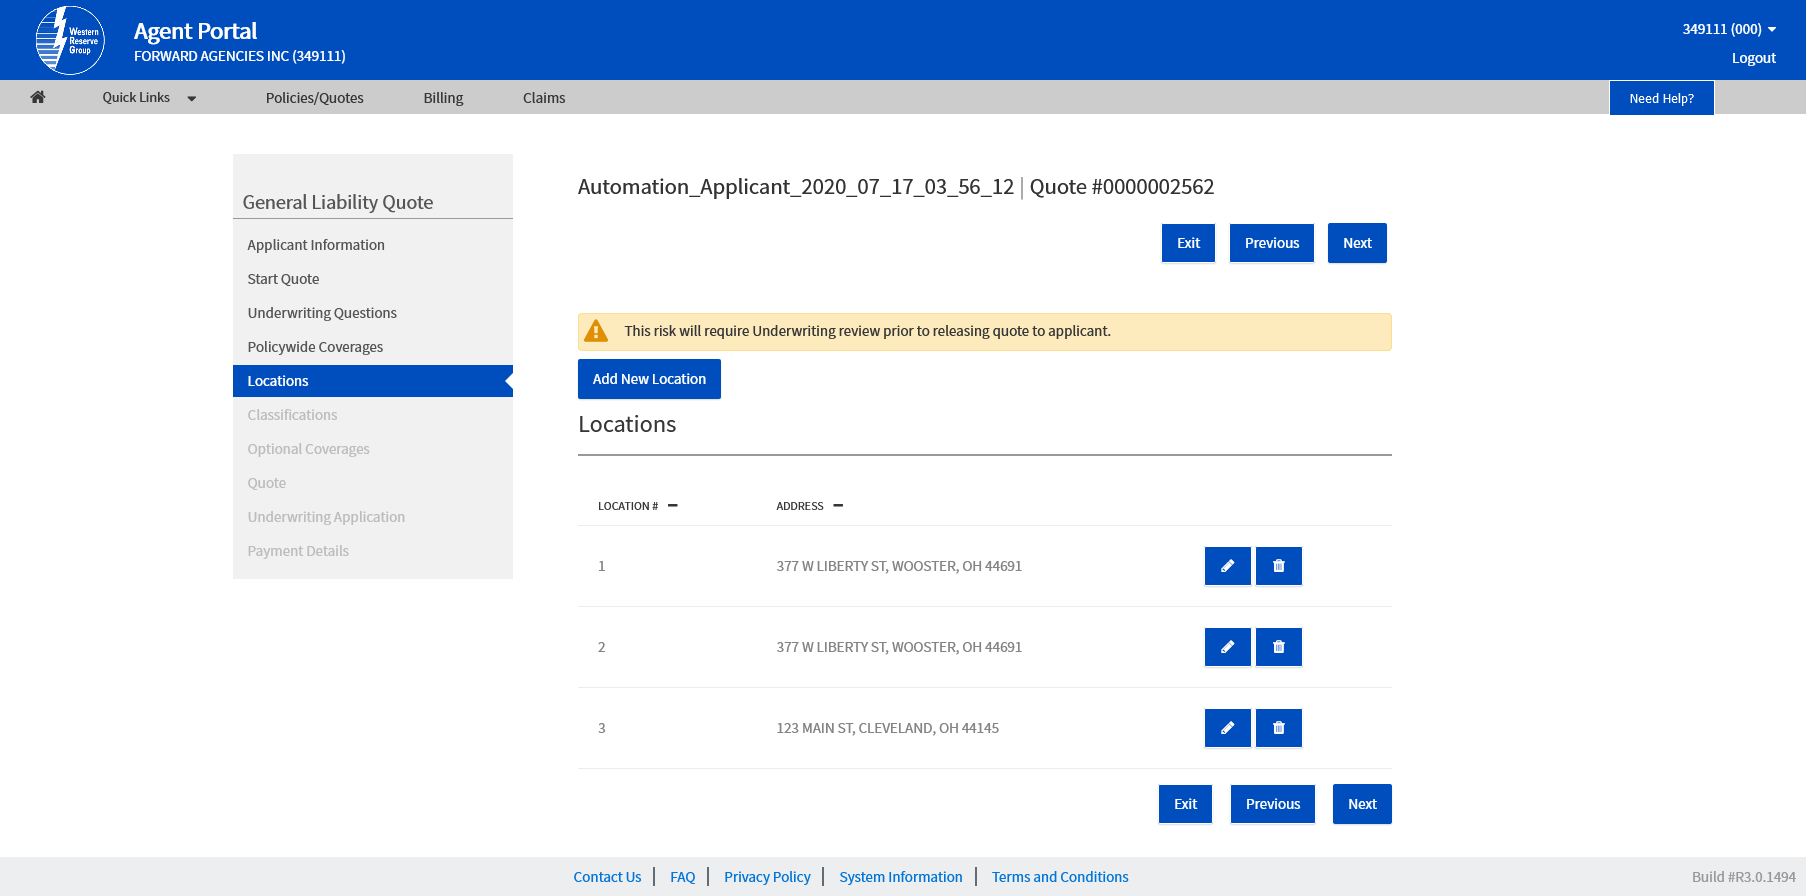 Western
Reserve
Group
Agent Portal
FORWARD AGENCIES INC (349111)
349111 (000)
Logout
Quick Links
Policies/Quotes
Billing
Claims
Need Help?
General Liability Quote
Applicant Information
Start Quote
Underwriting Questions
Policywide Coverages
Locations
Classifications
Optional Coverages
Quote
Underwriting Application
Payment Details
Automation_Applicant_2020_07_17_03_56_12 | Quote #0000002562
Exit
Previous
Next
This risk will require Underwriting review prior to releasing quote to applicant.
Add New Location
Locations
LOCATION #
ADDRESS
1
377 W LIBERTY ST, WOOSTER, OH 44691
2
377 W LIBERTY ST, WOOSTER, OH 44691
3
123 MAIN ST, CLEVELAND, OH 44145
Exit
Previous
Next
Contact Us
FAQ
Privacy Policy
System Information
Terms and Conditions
Build #R3.0.1494